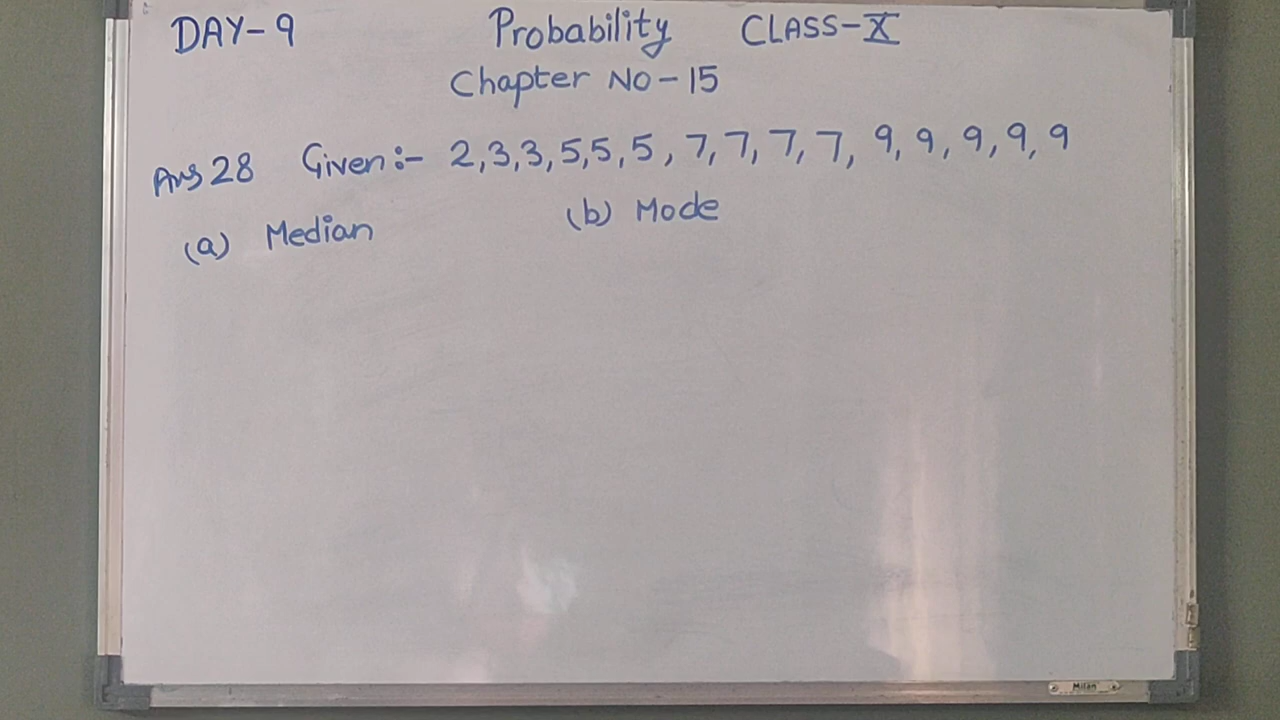 DAY-9 Probability CLASS-X
Chapter NO-15
Ans 28 Given:- 2,3,3,5,5,5,7,7,7,7,9,9,9,9,9
(a) Median (b) Mode
Milan